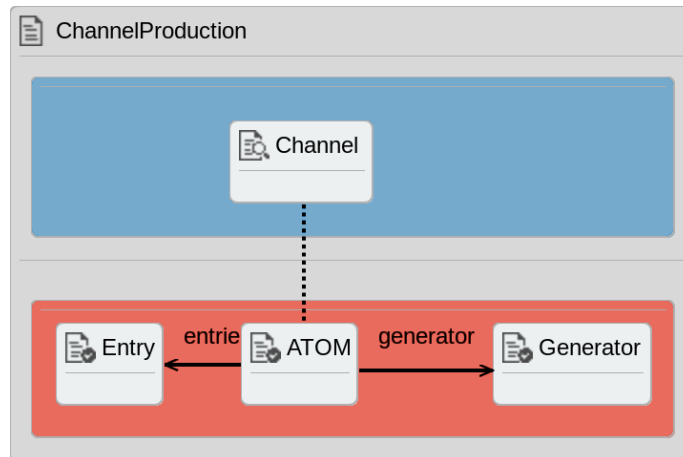 ChannelProduction
Channel
entrie
generator
Entry
ATOM
Generator